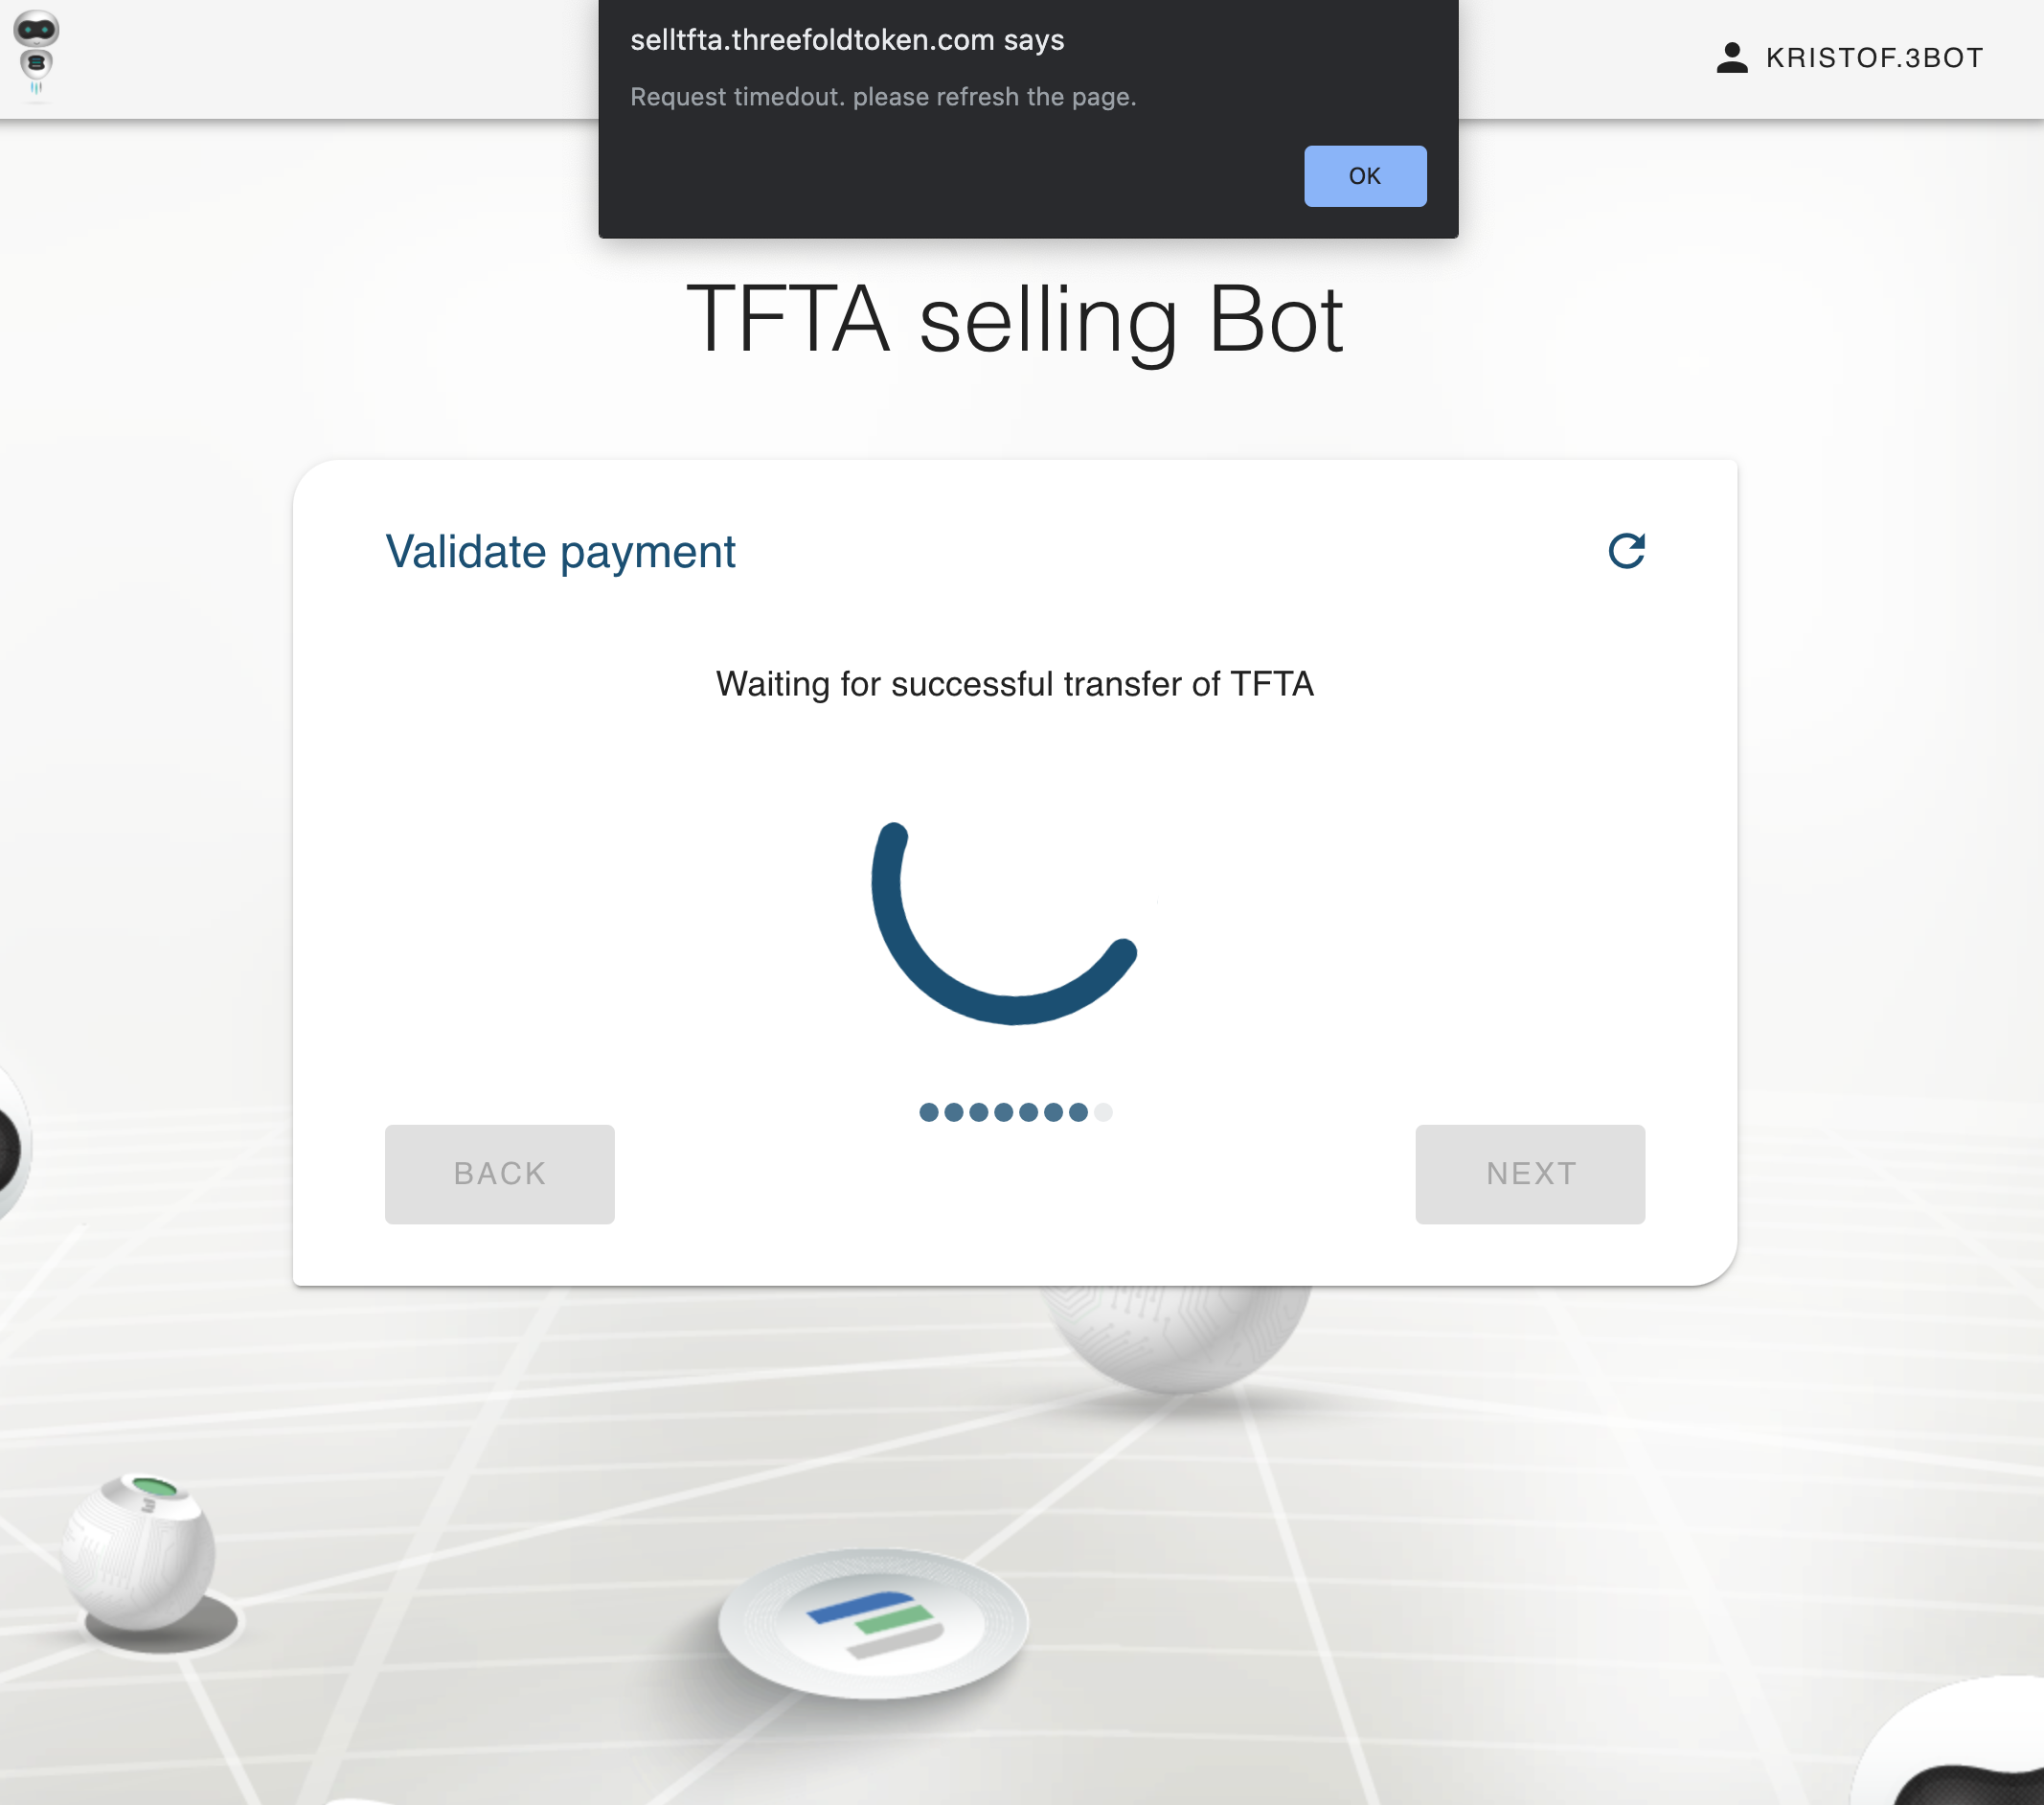 selltfta.threefoldtoken.com says
Request timedout. please refresh the page.
OK
KRISTOF.3BOT
TFTA selling Bot
Validate payment
Waiting for successful transfer of TFTA
BACK
NEXT